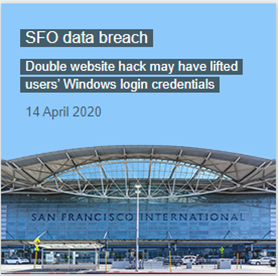 SFO data breach
Double website hack may have lifted
users' Windows login credentials
14 April 2020
SAN FRANCISCO INTERNATIONAL